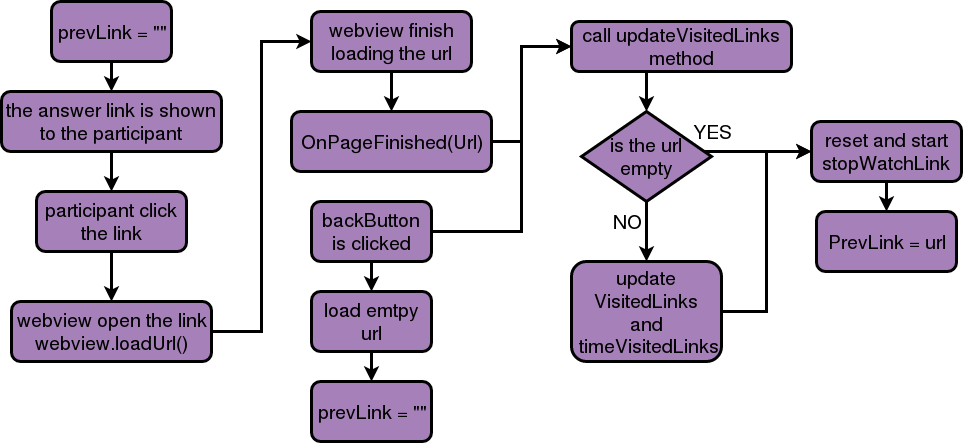 prevLink = ""
the answer link is shown
to the participant
participant click
the link
webview open the link
webview.loadUrl()
webview finish
loading the url
OnPageFinished(Url)
backButton
is clicked
load emtpy
url
prevLink = ""
call updateVisitedLinks
method
is the url
empty
YES
NO
update
VisitedLinks
and
timeVisitedLinks
reset and start
stopWatchLink
PrevLink = url